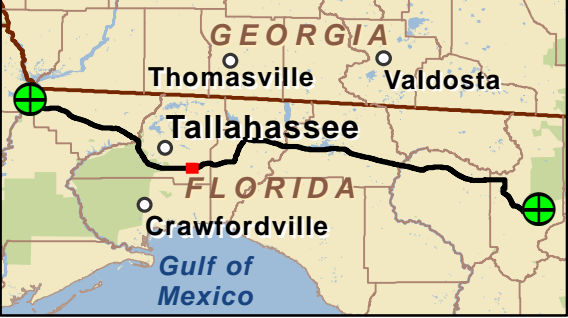 GEORGIA
Thomasville
Valdosta
Tallahassee
FLORIDA
Crawfordville
Gulf of
Mexico